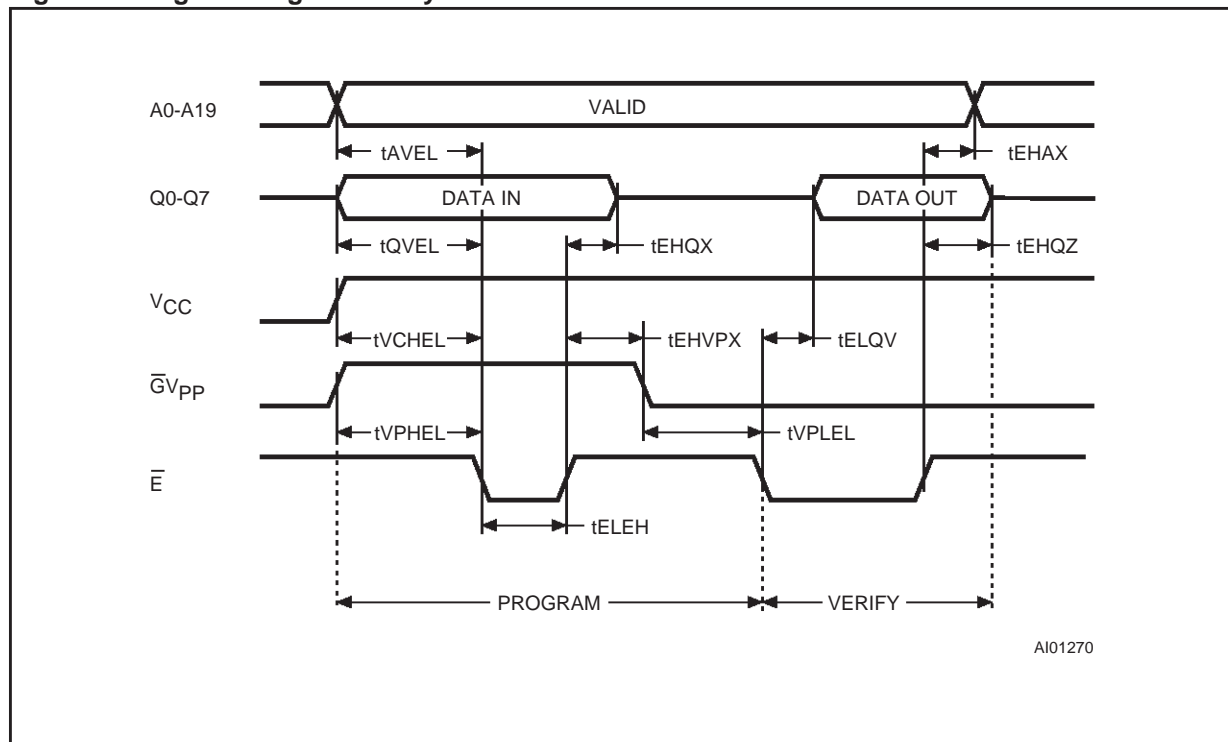 A0-A19
VALID
tAVEL
tEHAX
Q0-Q7
DATA IN
DATA OUT
tQVEL
tEHQX
tEHQZ
VCC
tVCHEL
tEHVPX
tELQV
G̅VPP
tVPHEL
tVPLEL
E̅
tELEH
PROGRAM
VERIFY
AI01270